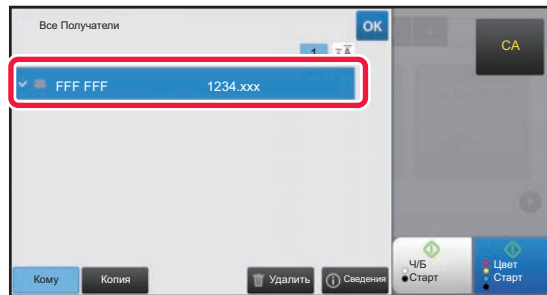 Все Получатели
OK
1
CA
FFF FFF 1234.xxx
Кому
Копия
Удалить
Сведения
Ч/Б
Старт
Цвет
Старт